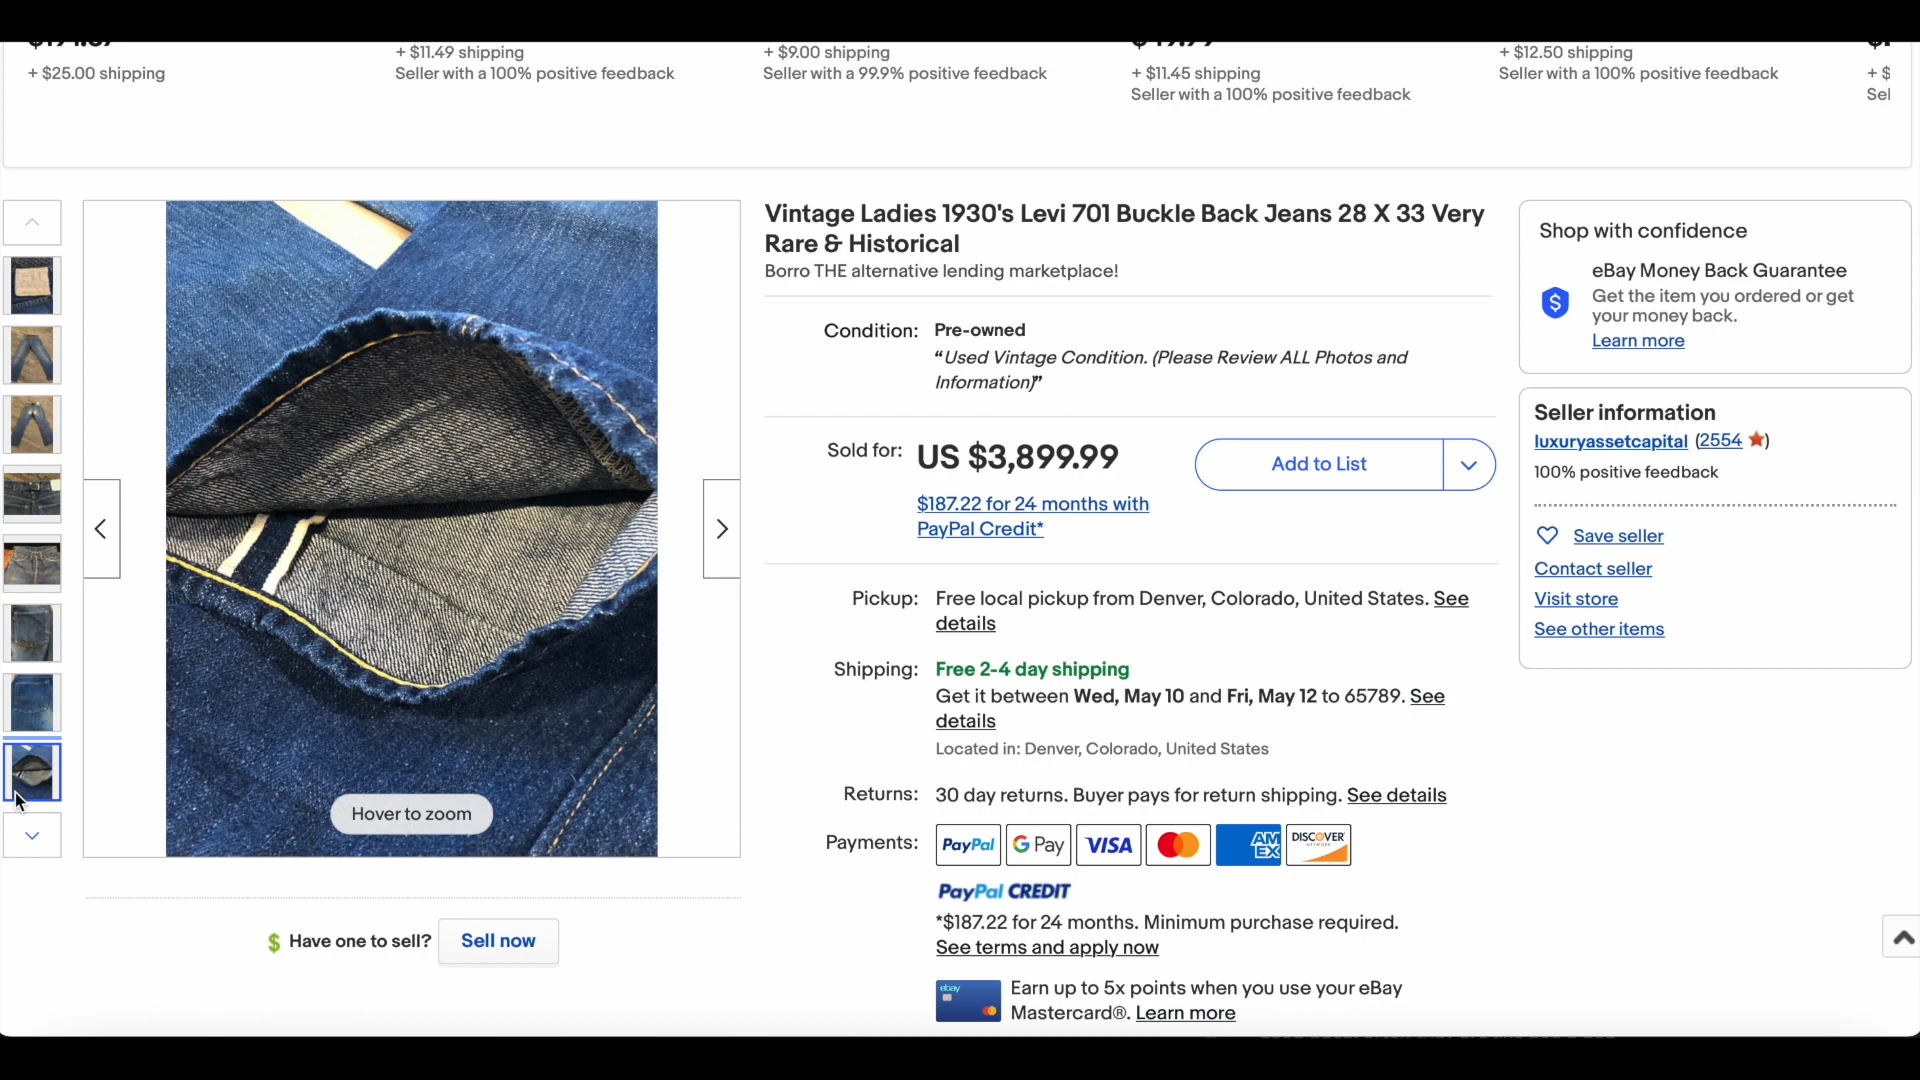 + $25.00 shipping
+ $11.49 shipping
Seller with a 100% positive feedback
+ $9.00 shipping
Seller with a 99.9% positive feedback
+ $11.45 shipping
Seller with a 100% positive feedback
+ $12.50 shipping
Seller with a 100% positive feedback
+ $
Sel
Hover to zoom
Have one to sell? Sell now
Vintage Ladies 1930's Levi 701 Buckle Back Jeans 28 X 33 Very
Rare & Historical
Borro THE alternative lending marketplace!
Condition: Pre-owned
“Used Vintage Condition. (Please Review ALL Photos and
Information)”
Sold for: US $3,899.99
Add to List
$187.22 for 24 months with
PayPal Credit*
Pickup: Free local pickup from Denver, Colorado, United States. See
details
Shipping: Free 2-4 day shipping
Get it between Wed, May 10 and Fri, May 12 to 65789. See
details
Located in: Denver, Colorado, United States
Returns: 30 day returns. Buyer pays for return shipping. See details
Payments: PayPal G Pay VISA AM EX DISCOVER
PayPal CREDIT
*$187.22 for 24 months. Minimum purchase required.
See terms and apply now
ebay
Earn up to 5x points when you use your eBay
Mastercard®. Learn more
Shop with confidence
eBay Money Back Guarantee
Get the item you ordered or get
your money back.
Learn more
Seller information
luxuryassetcapital (2554)
100% positive feedback
Save seller
Contact seller
Visit store
See other items